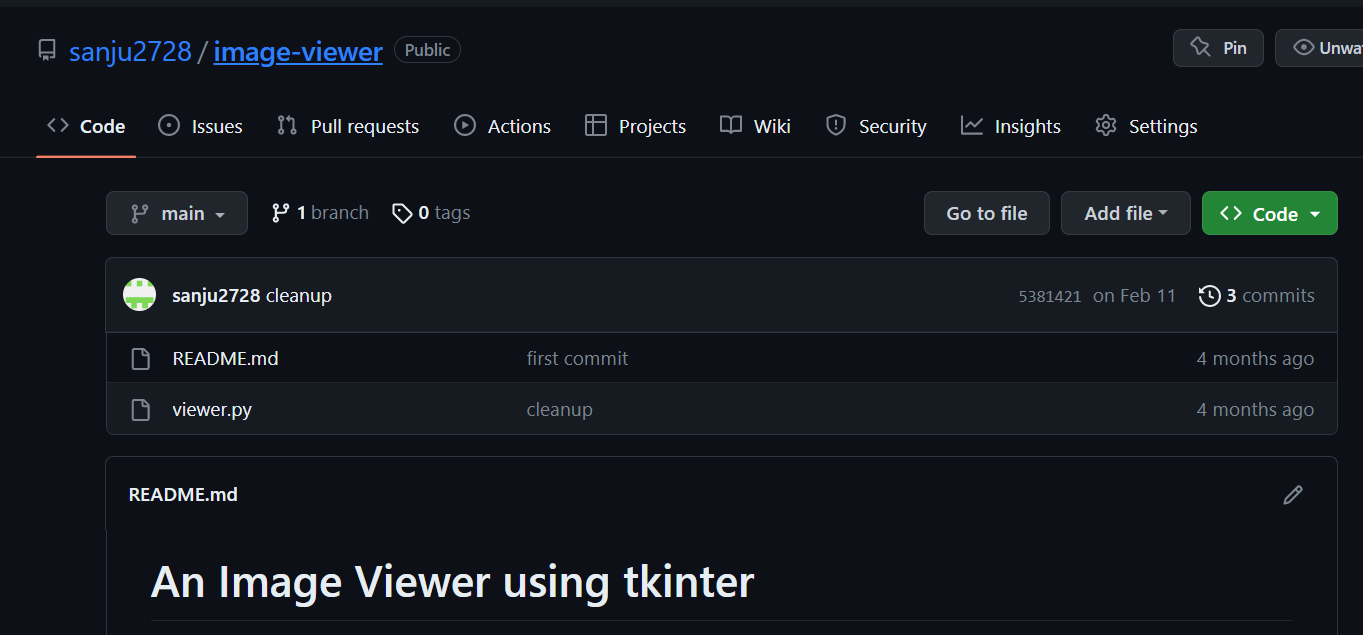 sanju2728 / image-viewer Public Pin
Code Issues Pull requests Actions Projects Wiki Security Insights Settings
main 1 branch 0 tags Go to file Add file Code
sanju2728 cleanup 5381421 on Feb 11 3 commits
README.md first commit 4 months ago
viewer.py cleanup 4 months ago
README.md
An Image Viewer using tkinter